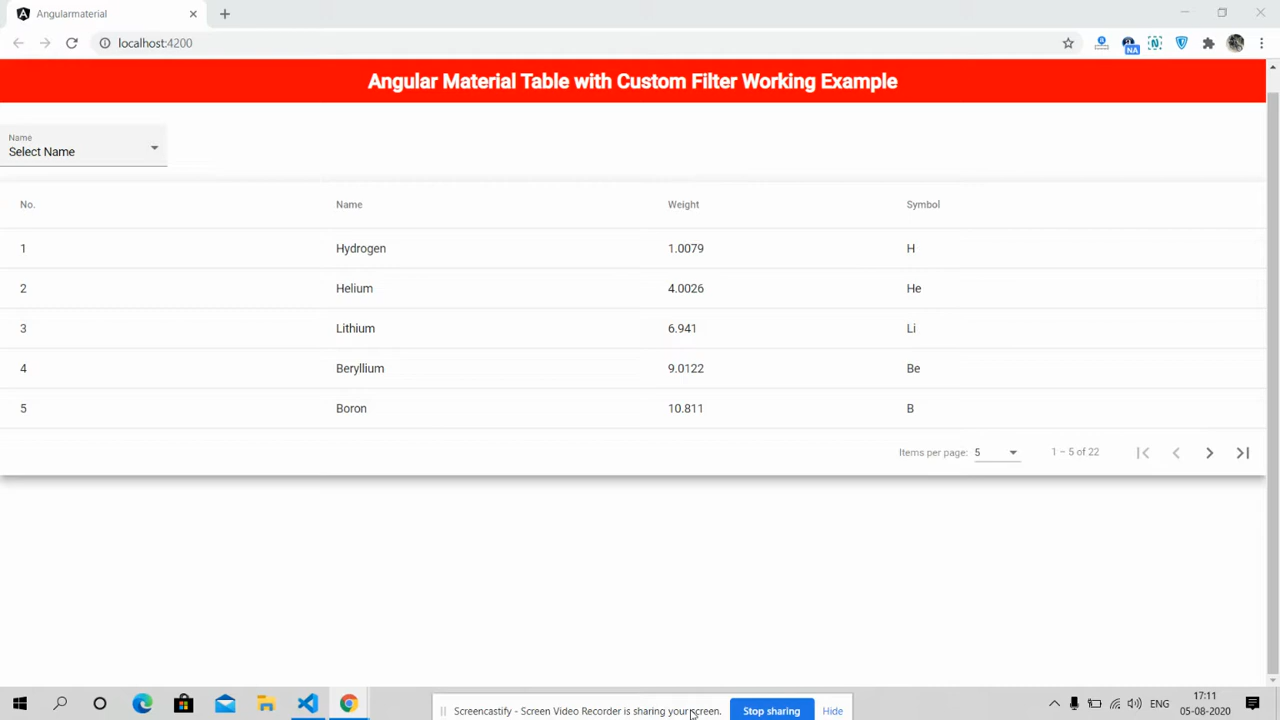 Angularmaterial
localhost:4200
NA
N
Angular Material Table with Custom Filter Working Example
Name
Select Name
No. Name Weight Symbol
1 Hydrogen 1.0079 H
2 Helium 4.0026 He
3 Lithium 6.941 Li
4 Beryllium 9.0122 Be
5 Boron 10.811 B
Items per page: 5 1 – 5 of 22
Screencastify - Screen Video Recorder is sharing your screen. Stop sharing Hide
ENG
17:11
05-08-2020